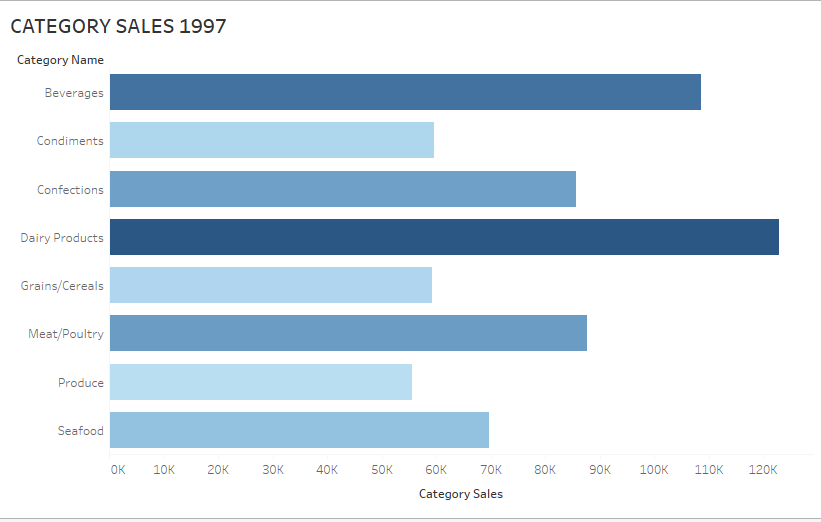 CATEGORY SALES 1997
Category Name
Beverages
Condiments
Confections
Dairy Products
Grains/Cereals
Meat/Poultry
Produce
Seafood
0K 10K 20K 30K 40K 50K 60K 70K 80K 90K 100K 110K 120K
Category Sales